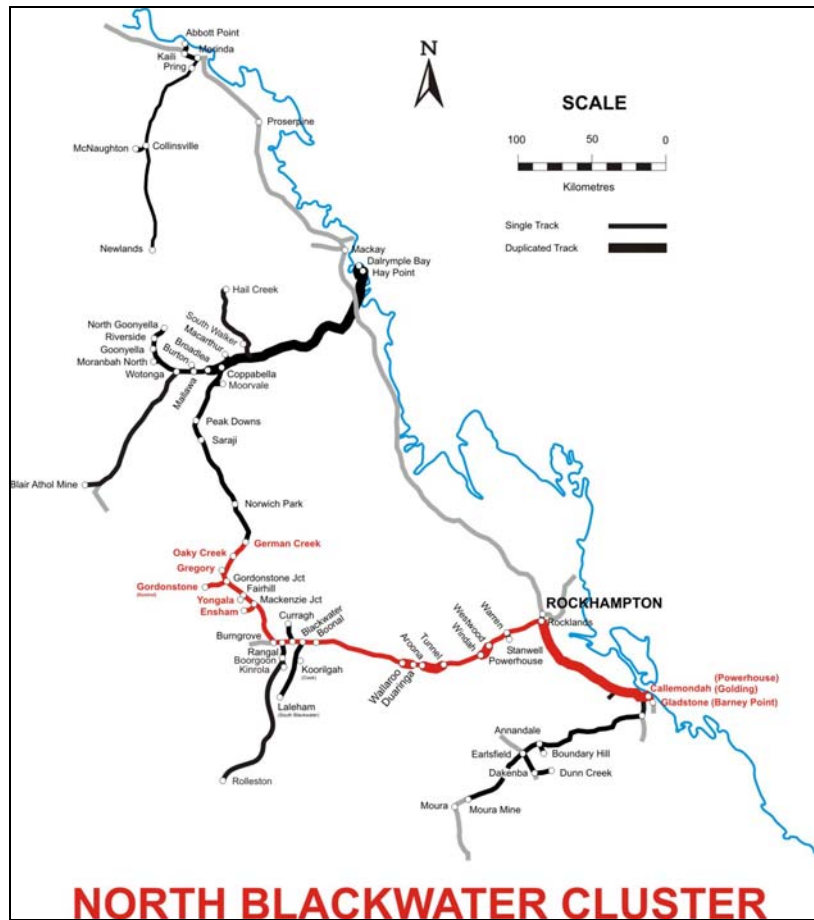 Abbott Point
Kaili
Morinda
Pring
N
SCALE
100 50 0
Kilometres
Single Track
Duplicated Track
Proserpine
McNaughton
Collinsville
Newlands
Mackay
Dalrymple Bay
Hay Point
Hail Creek
North Goonyella
Riverside
Goonyella
Moranbah North
Wotonga
South Walker
Macarthur
Broadlea
Burton
Mallawa
Coppabella
Moorvale
Peak Downs
Saraji
Blair Athol Mine
Norwich Park
German Creek
Oaky Creek
Gregory
Gordonstone
Gordonstone Jct
Fairhill
Yongala
Mackenzie Jct
Ensham
Curragh
Burngrove
Blackwater
Boonal
Rangal
Boorgoon
Kinrola
Koorilgah
(Cook)
Laleham
(South Blackwater)
Rolleston
Wallaroo
Duaringa
Aroona
Tunnel
Windah
Westwood
Warren
Stanwell
Powerhouse
ROCKHAMPTON
Rocklands
Callemondah
(Powerhouse)
(Golding)
Gladstone (Barney Point)
Annandale
Earlsfield
Boundary Hill
Dakenba
Dunn Creek
Moura
Moura Mine
NORTH BLACKWATER CLUSTER